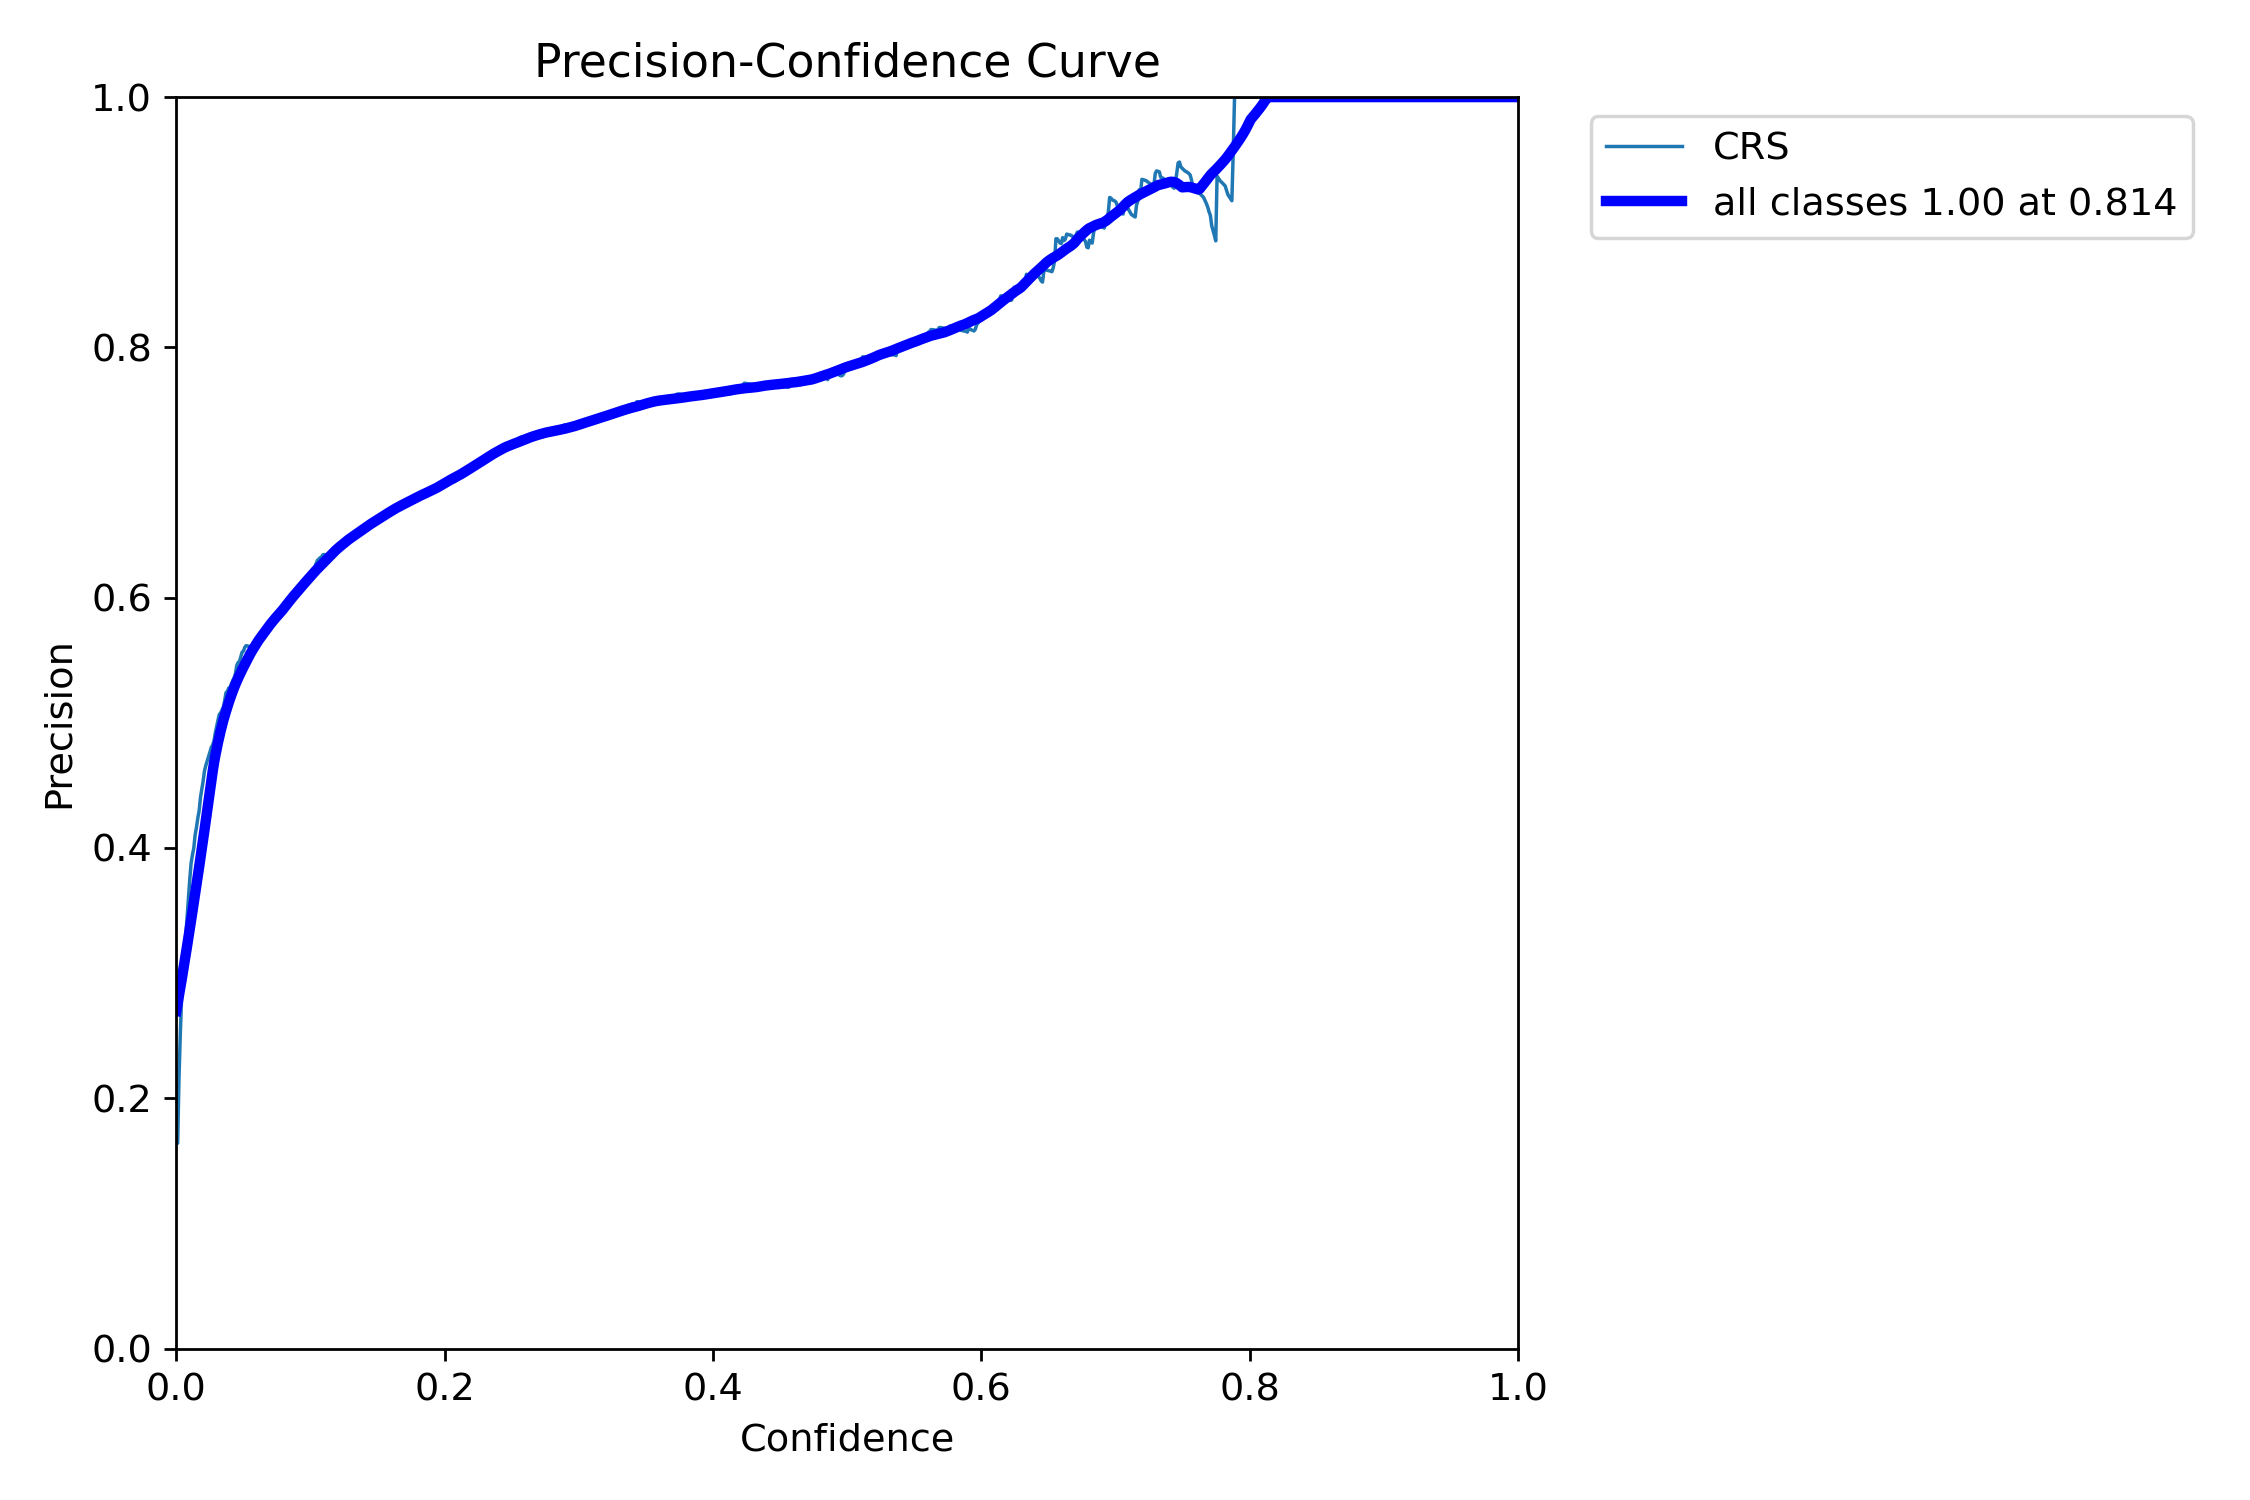 Precision-Confidence Curve
1.0
0.8
0.6
0.4
0.2
0.0
Precision
0.0 0.2 0.4 0.6 0.8 1.0
Confidence
CRS
all classes 1.00 at 0.814